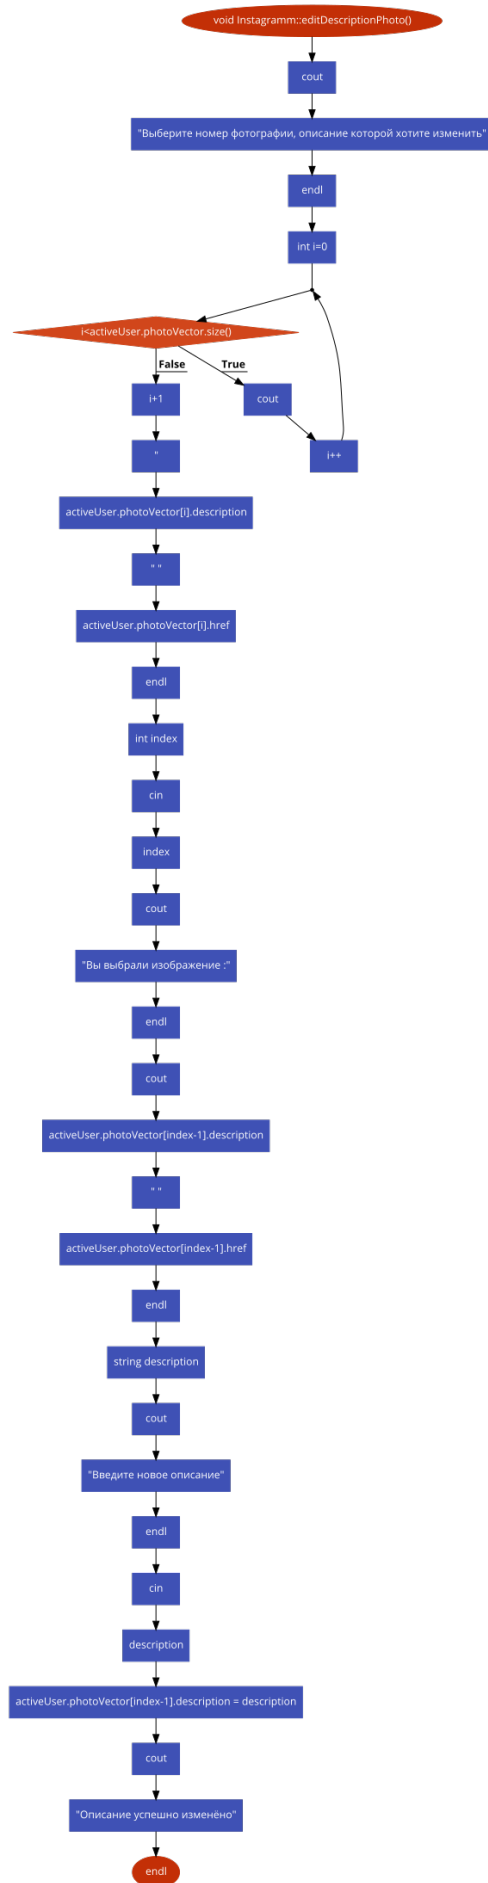 void Instagramm::editDescriptionPhoto()
cout
"Выберите номер фотографии, описание которой хотите изменить"
endl
int i=0
i<activeUser.photoVector.size()
False
True
i+1
cout
"
i++
activeUser.photoVector[i].description
" "
activeUser.photoVector[i].href
endl
int index
cin
index
cout
"Вы выбрали изображение :"
endl
cout
activeUser.photoVector[index-1].description
" "
activeUser.photoVector[index-1].href
endl
string description
cout
"Введите новое описание"
endl
cin
description
activeUser.photoVector[index-1].description = description
cout
"Описание успешно изменёно"
endl